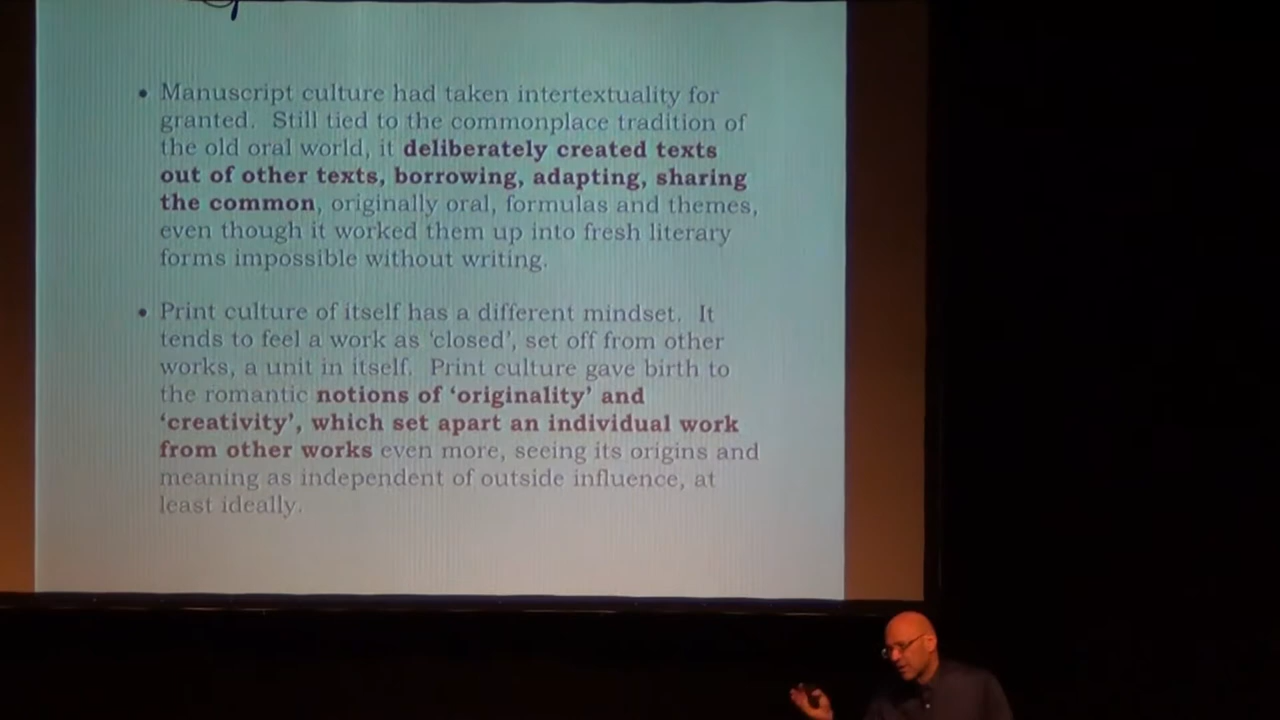 • Manuscript culture had taken intertextuality for
granted. Still tied to the commonplace tradition of
the old oral world, it deliberately created texts
out of other texts, borrowing, adapting, sharing
the common, originally oral, formulas and themes,
even though it worked them up into fresh literary
forms impossible without writing.
• Print culture of itself has a different mindset. It
tends to feel a work as ‘closed’, set off from other
works, a unit in itself. Print culture gave birth to
the romantic notions of ‘originality’ and
‘creativity’, which set apart an individual work
from other works even more, seeing its origins and
meaning as independent of outside influence, at
least ideally.